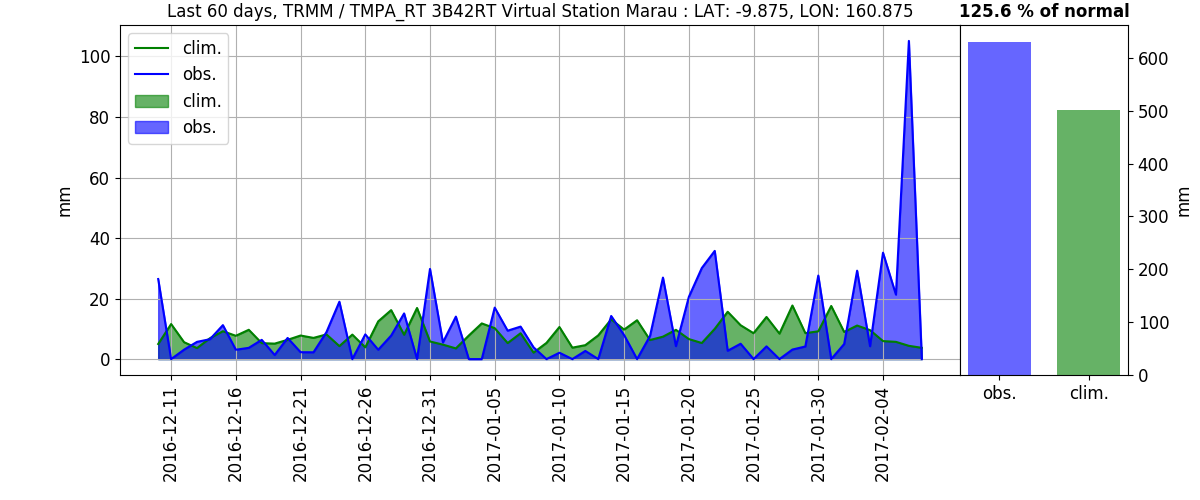 Last 60 days, TRMM / TMPA_RT 3B42RT Virtual Station Marau : LAT: -9.875, LON: 160.875
125.6 % of normal
clim.
obs.
clim.
obs.
100
80
60
40
20
0
mm
2016-12-11
2016-12-16
2016-12-21
2016-12-26
2016-12-31
2017-01-05
2017-01-10
2017-01-15
2017-01-20
2017-01-30
2017-02-04
2017-01-25
600
500
400
300
200
100
0
mm
obs.
clim.